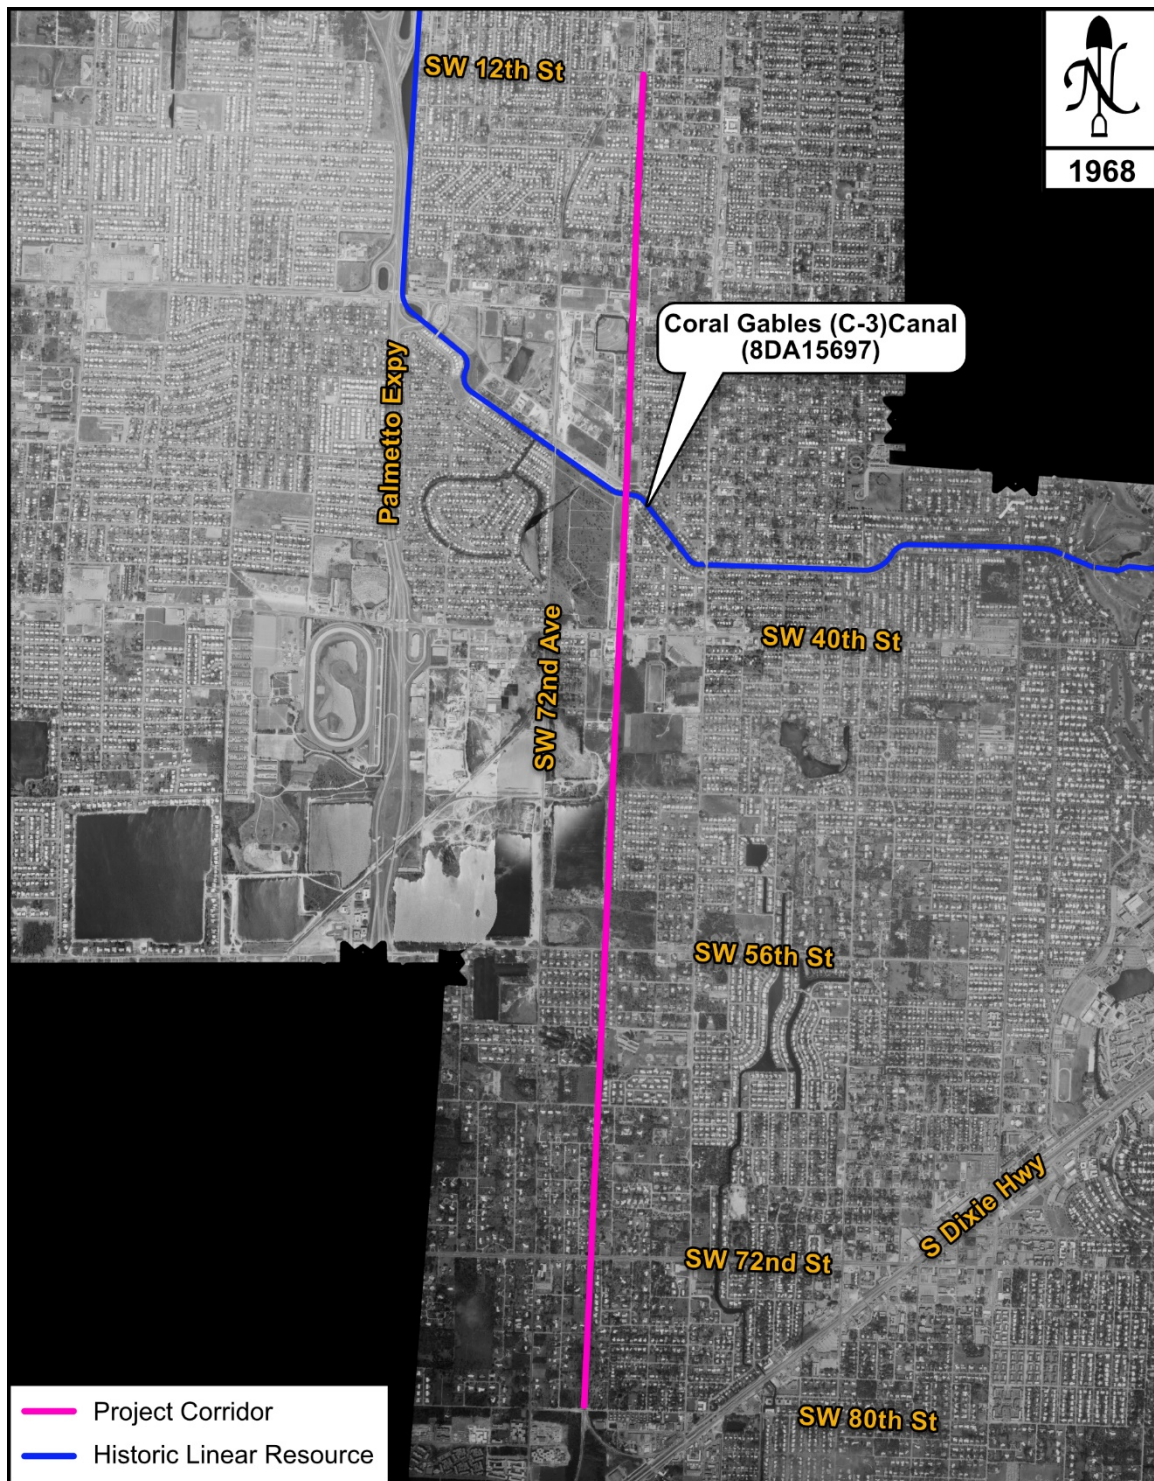 SW 12th St
N
1968
Coral Gables (C-3)Canal
(8DA15697)
Palmetto Expy
SW 72nd Ave
SW 40th St
SW 56th St
S Dixie Hwy
SW 72nd St
SW 80th St
Project Corridor
Historic Linear Resource